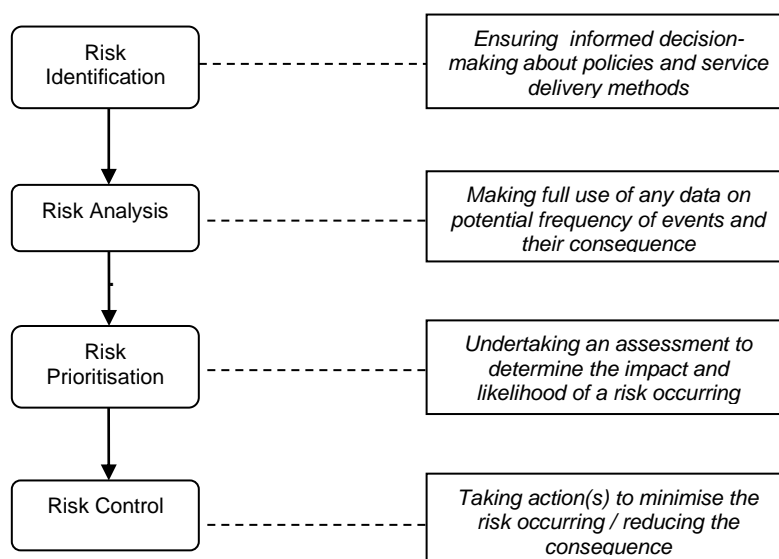 Risk
Identification
Ensuring informed decision-
making about policies and service
delivery methods
Risk Analysis
Making full use of any data on
potential frequency of events and
their consequence
Risk
Prioritisation
Undertaking an assessment to
determine the impact and
likelihood of a risk occurring
Risk Control
Taking action(s) to minimise the
risk occurring / reducing the
consequence